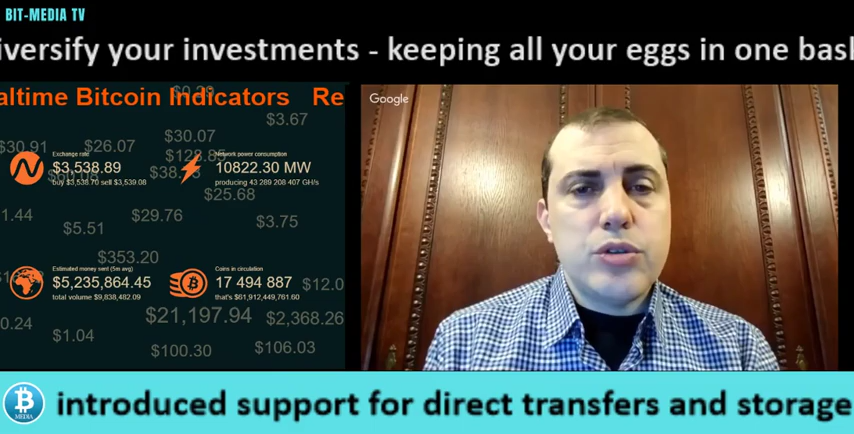 BIT-MEDIA TV
iversify your investments - keeping all your eggs in one bask
altime Bitcoin Indicators Re
Google
$3.67
$30.07
$30.91
$26.07
Exchange rate
$3,538.89
buy $3,538.70 sell $3,539.08
Network power consumption
10822.30 MW
producing 43 289 208 407 GH/s
$25.68
1.44
$29.76
$5.51
$3.75
$353.20
Estimated money sent (5m avg)
$5,235,864.45
total volume $9,838,482.09
Coins in circulation
17 494 887
that's $61,912,449,761.60
$12.0
$21,197.94
$2,368.26
0.24
$1.04
$100.30
$106.03
B
MEDIA
introduced support for direct transfers and storage